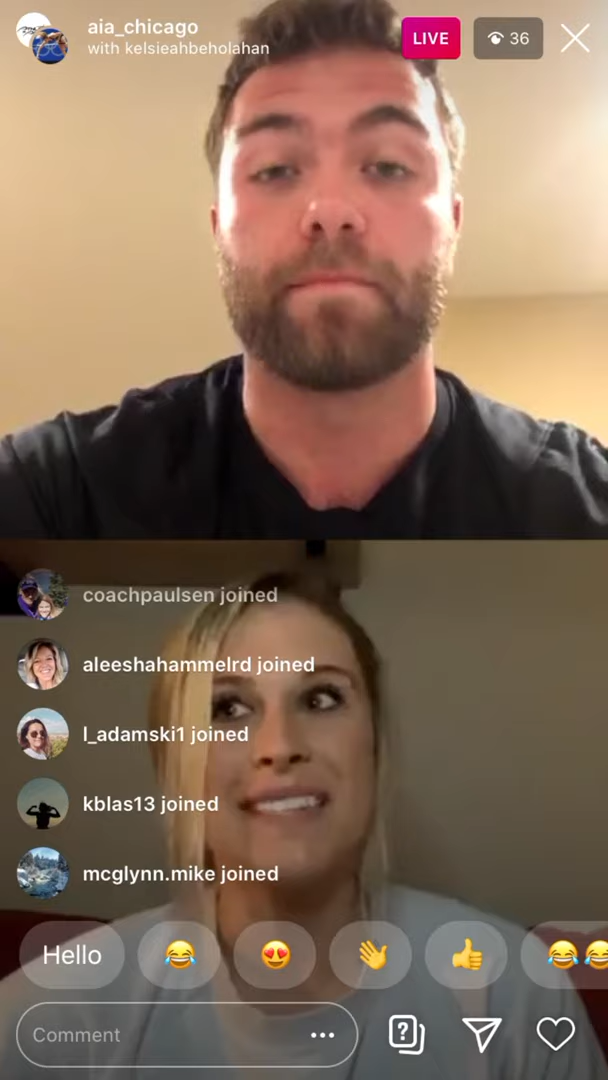 aia_chicago
with kelsieahbeholahan
LIVE
36
coachpaulsen joined
aleeshahammelrd joined
l_adamski1 joined
kblas13 joined
mcglynn.mike joined
Hello
Comment